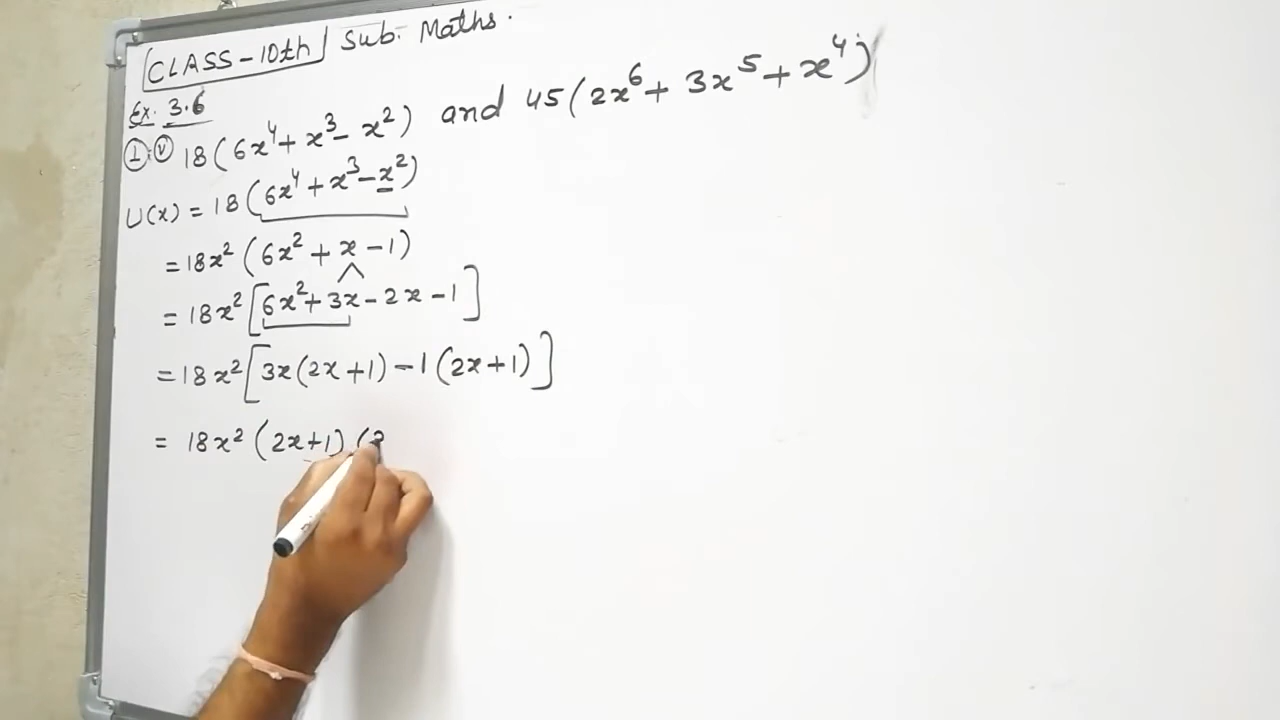 CLASS-10th Sub. Maths.
Ex. 3.6
(1):(v) 18(6x⁴+x³-x²) and 45(2x⁶+3x⁵+x⁴)
U(x) = 18(6x⁴+x³-x²)
= 18x²(6x²+x-1)
= 18x²[6x²+3x-2x-1]
= 18x²[3x(2x+1)-1(2x+1)]
= 18x²(2x+1)(3